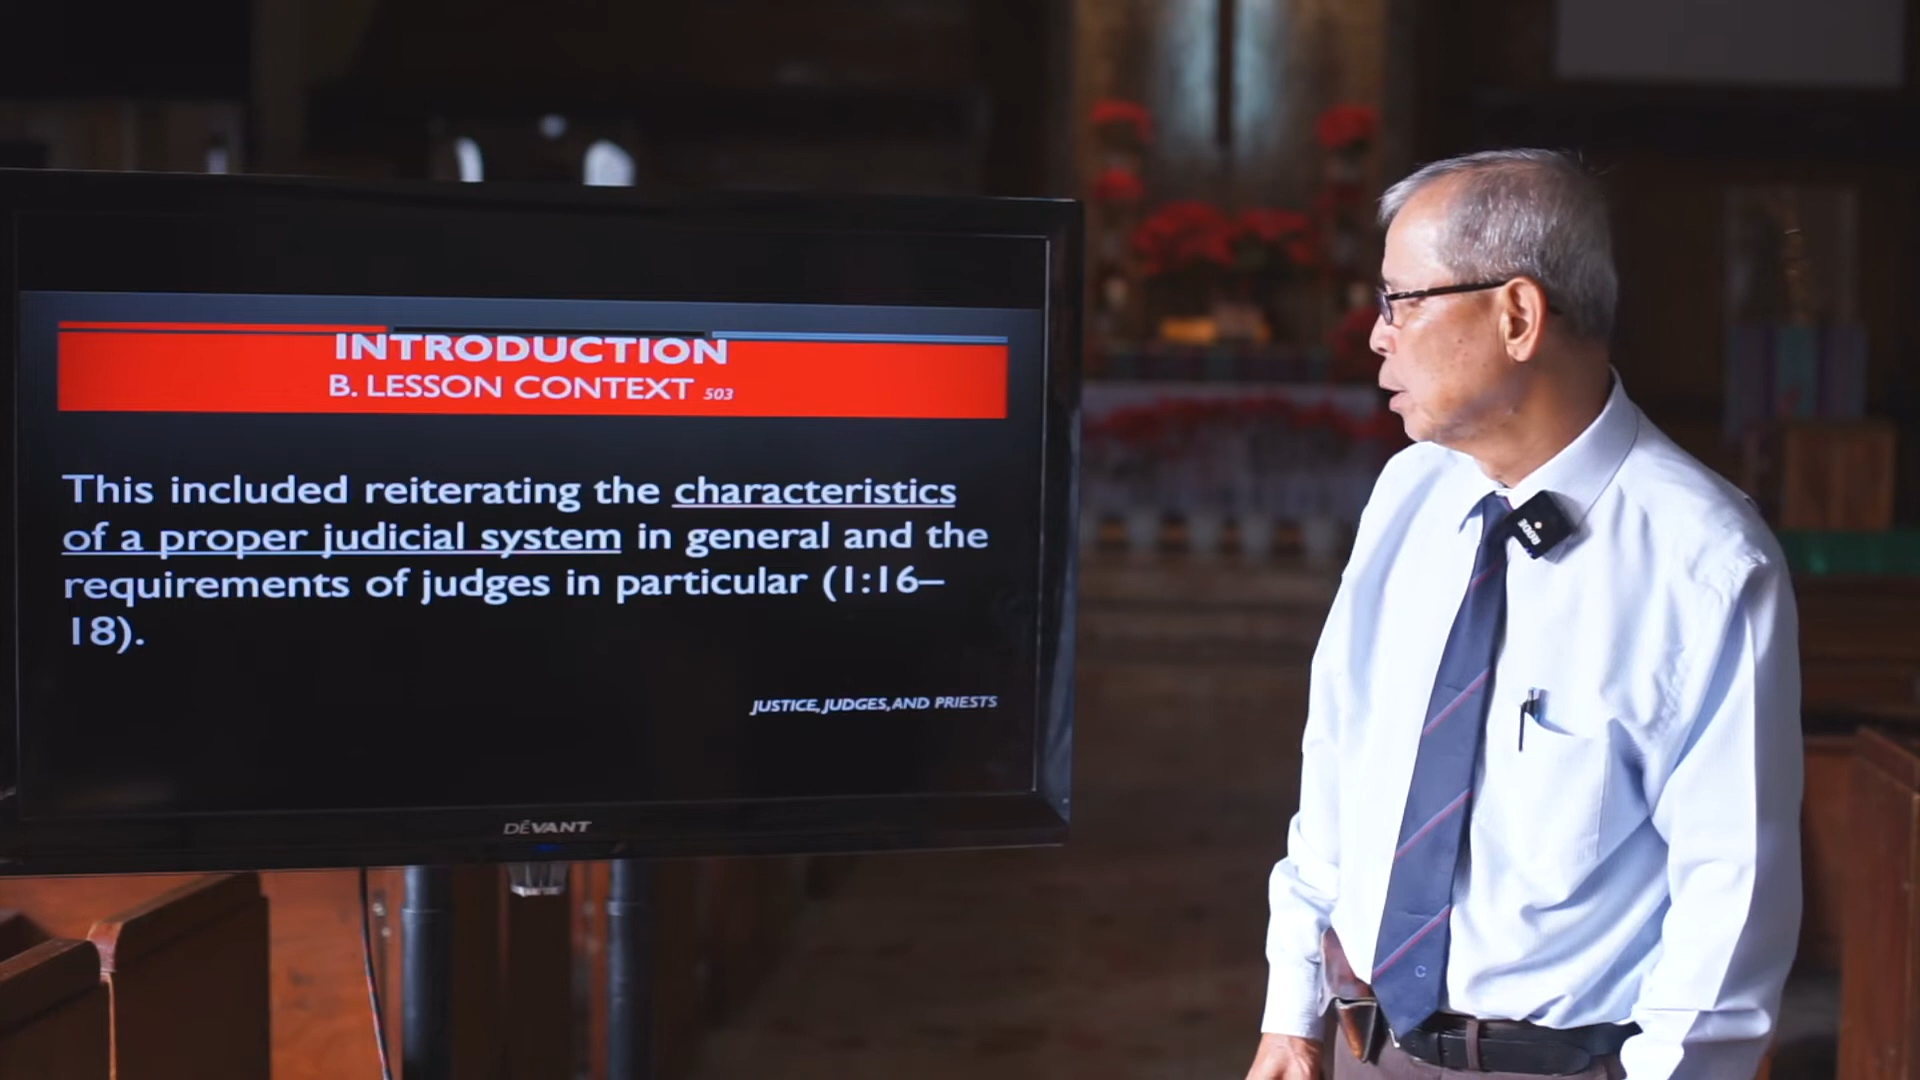 INTRODUCTION
B. LESSON CONTEXT 503
This included reiterating the characteristics
of a proper judicial system in general and the
requirements of judges in particular (1:16–
18).
JUSTICE, JUDGES, AND PRIESTS
DEVANT
RODE
C